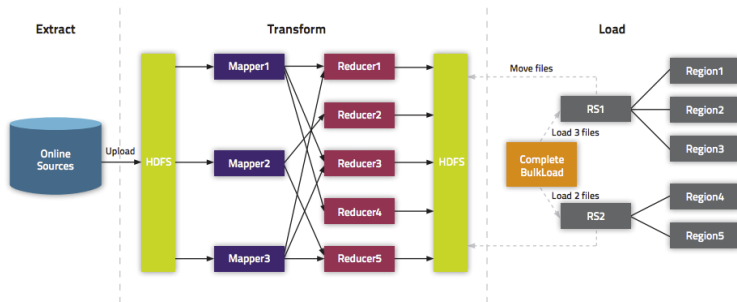 Extract
Transform
Load
Online
Sources
Upload
HDFS
Mapper1
Mapper2
Mapper3
Reducer1
Reducer2
Reducer3
Reducer4
Reducer5
HDFS
Move files
RS1
Load 3 files
Complete
BulkLoad
Load 2 files
RS2
Region1
Region2
Region3
Region4
Region5